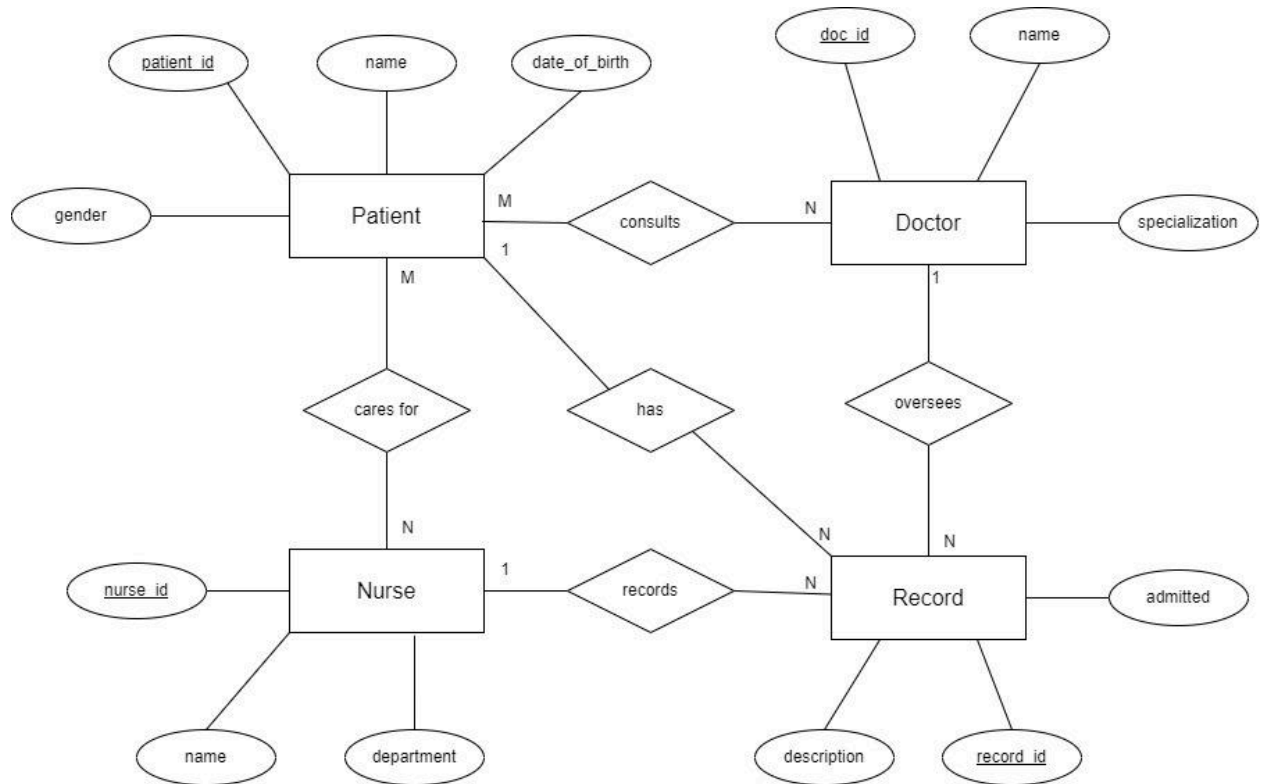 doc_id
name
patient_id
name
date_of_birth
gender
Patient
M
consults
N
Doctor
specialization
1
M
1
cares for
has
oversees
N
N
N
nurse_id
Nurse
1
records
N
Record
admitted
name
department
description
record_id